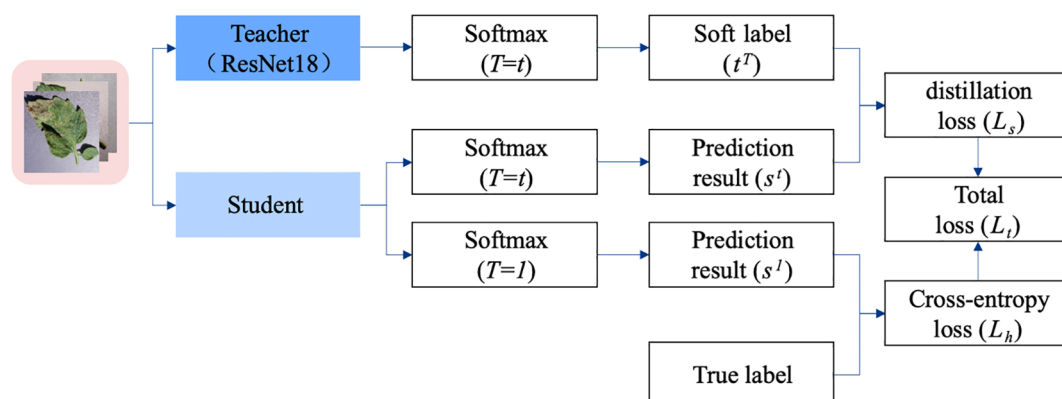 Teacher
（ResNet18）
Softmax
(T=t)
Soft label
(t^T)
distillation
loss (L_s)
Softmax
(T=t)
Prediction
result (s^t)
Student
Total
loss (L_t)
Softmax
(T=1)
Prediction
result (s^1)
Cross-entropy
loss (L_h)
True label